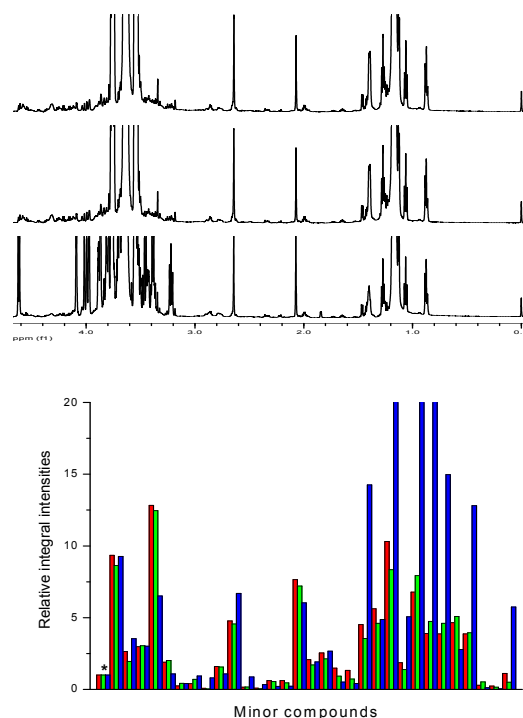 4.0 3.0 2.0 1.0
ppm (f1)
20
15
10
5
0
Relative integral intensities
*
Minor compounds